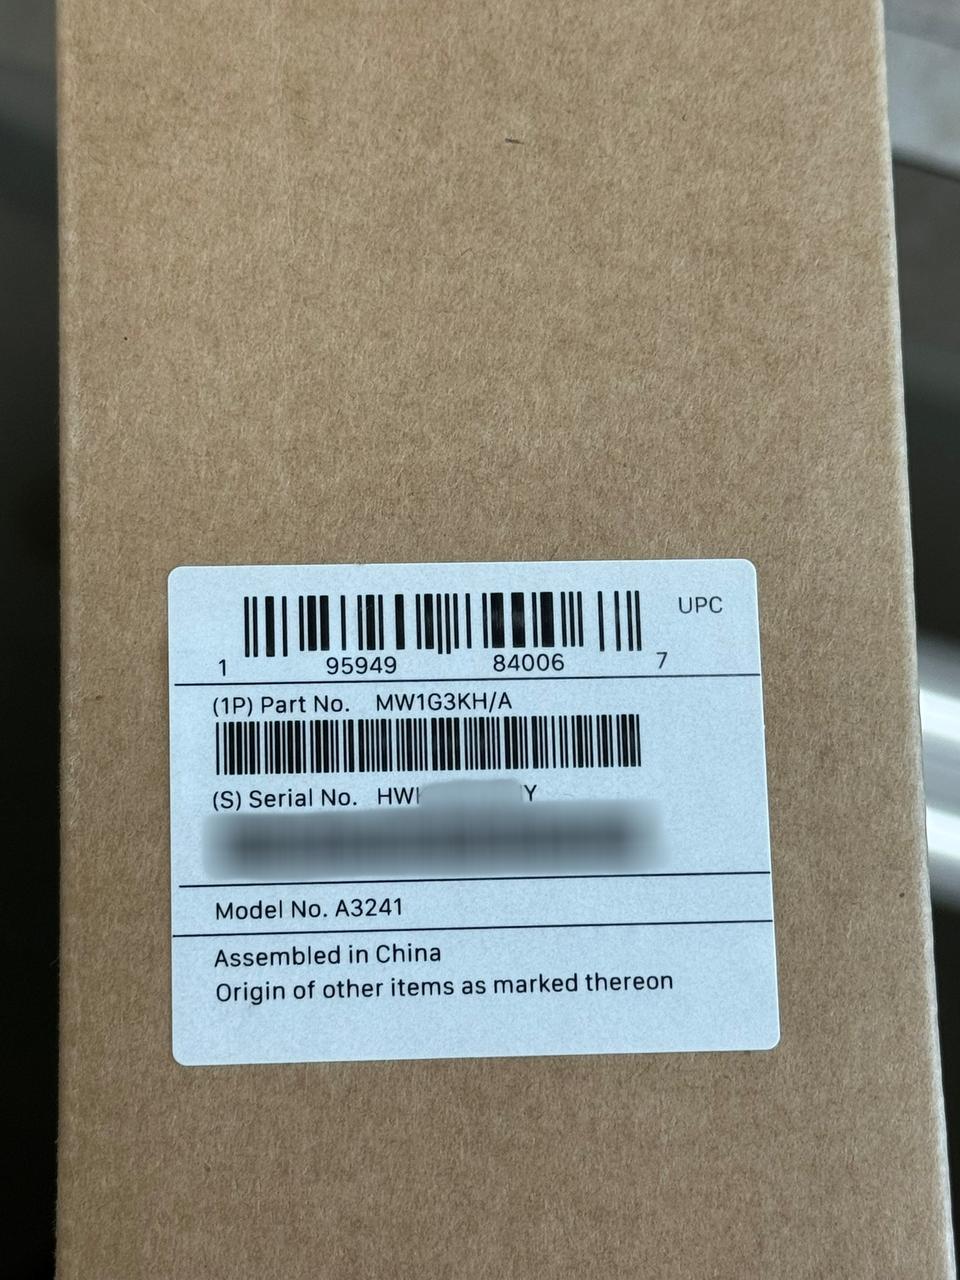 UPC
1 95949 84006 7
(1P) Part No. MW1G3KH/A
(S) Serial No. HW Y
Model No. A3241
Assembled in China
Origin of other items as marked thereon